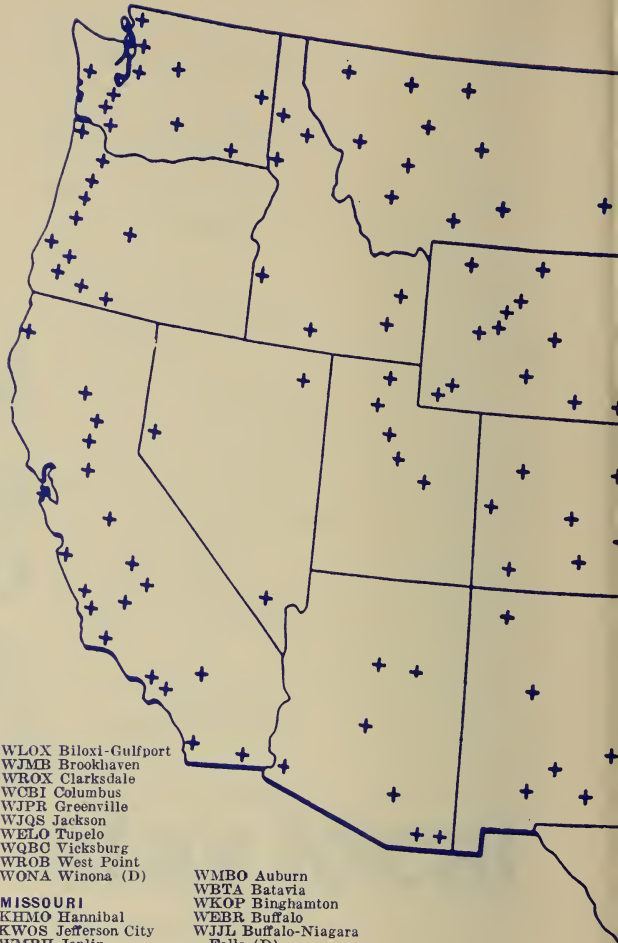 WLOX Biloxi-Gulfport
WJMB Brookhaven
WROX Clarksdale
WCBI Columbus
WJPR Greenville
WJQS Jackson
WELO Tupelo
WQBC Vicksburg
WROB West Point
WONA Winona (D)
MISSOURI
KHMO Hannibal
KWOS Jefferson City
WMBH Joplin
WMBO Auburn
WBTA Batavia
WKOP Binghamton
WEBR Buffalo
WJJL Buffalo-Niagara
Falls (D)